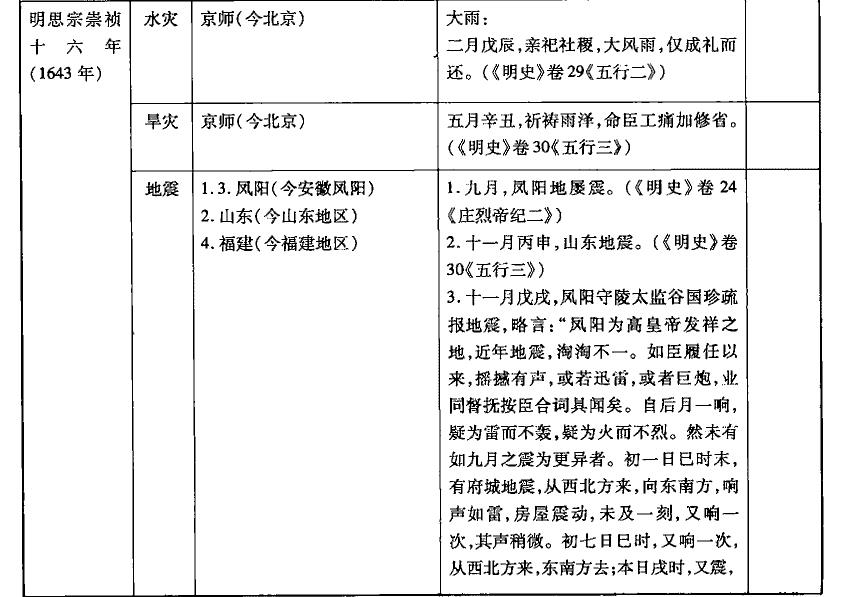 明思宗崇祯
十六年
(1643 年)
水灾
京师(今北京)
大雨:
二月戊辰,亲祀社稷,大风雨,仅成礼而
还。(《明史》卷29《五行二》)
旱灾
京师(今北京)
五月辛丑,祈祷雨泽,命臣工痛加修省。
(《明史》卷30《五行三》)
地震
1.3.凤阳(今安徽凤阳)
2.山东(今山东地区)
4.福建(今福建地区)
1.九月,凤阳地屡震。(《明史》卷 24
《庄烈帝纪二》)
2.十一月丙申,山东地震。(《明史》卷
30《五行三》)
3.十一月戊戌,凤阳守陵太监谷国珍疏
报地震,略言:“凤阳为高皇帝发祥之
地,近年地震,淘淘不一。如臣履任以
来,摇撼有声,或若迅雷,或者巨炮,业
同督抚按臣合词具闻矣。自后月一响,
疑为雷而不轰,疑为火而不烈。然未有
如九月之震为更异者。初一日巳时末,
有府城地震,从西北方来,向东南方,响
声如雷,房屋震动,未及一刻,又响一
次,其声稍微。初七日巳时,又响一次,
从西北方来,东南方去;本日戌时,又震,